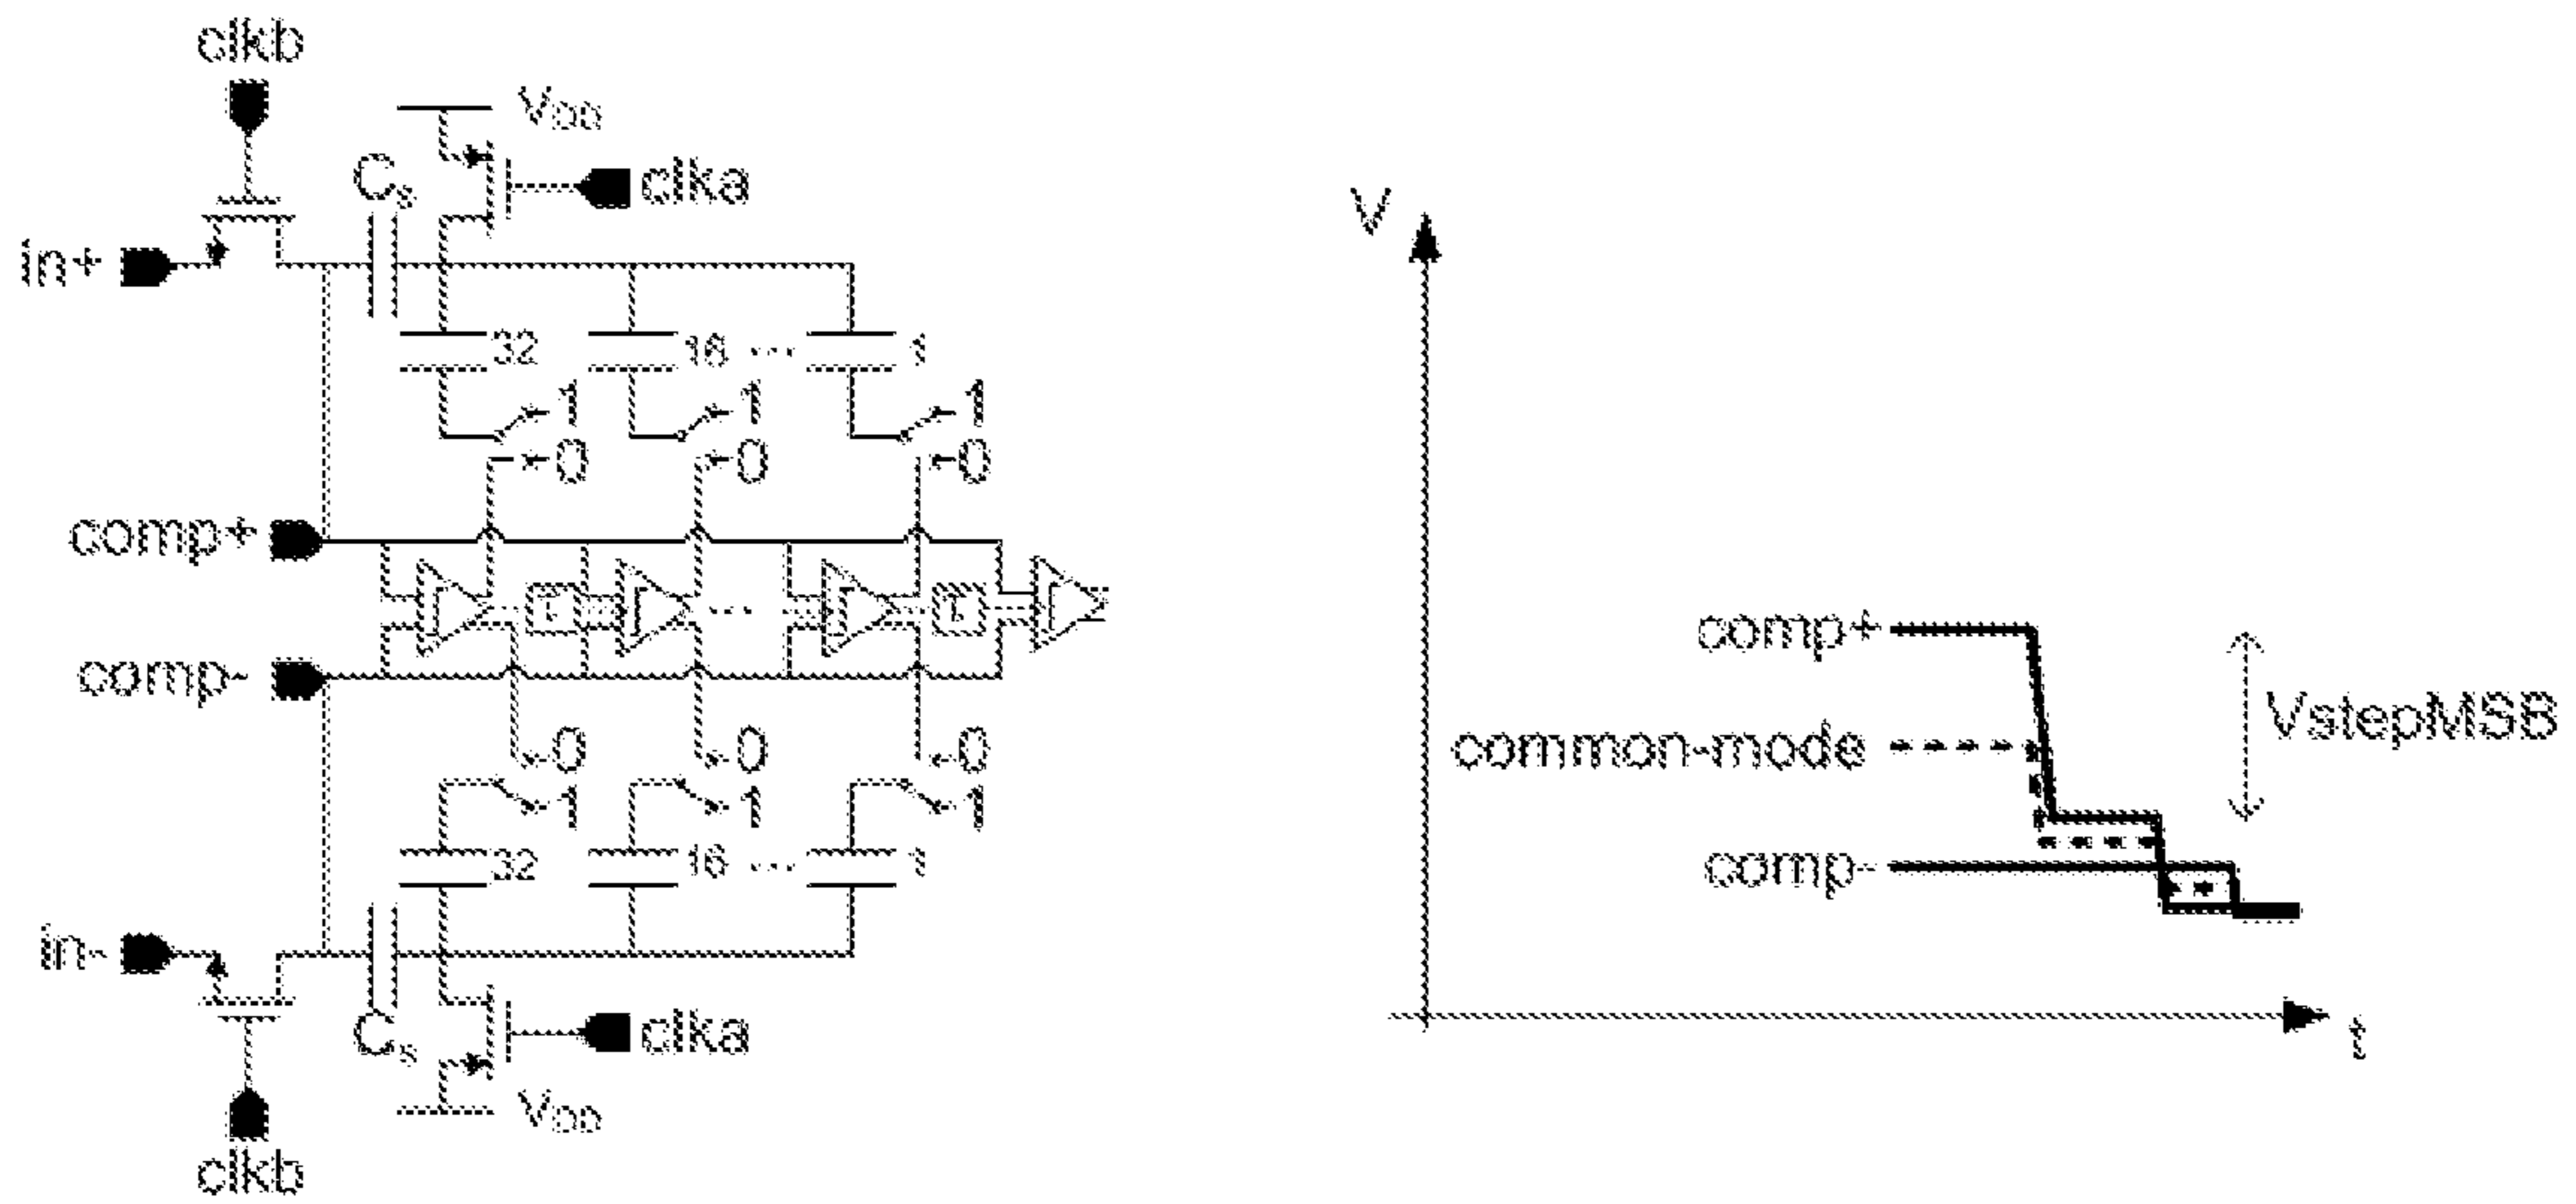 clkb
VDD
Cs
clka
in+
32
16 ... 1
1 1 1
0 0 0
comp+
τ τ
comp-
0 0 0
1 1 1
32
16 ... 1
in-
Cs
clka
VDD
clkb
V
comp+
VstepMSB
common-mode
comp-
t